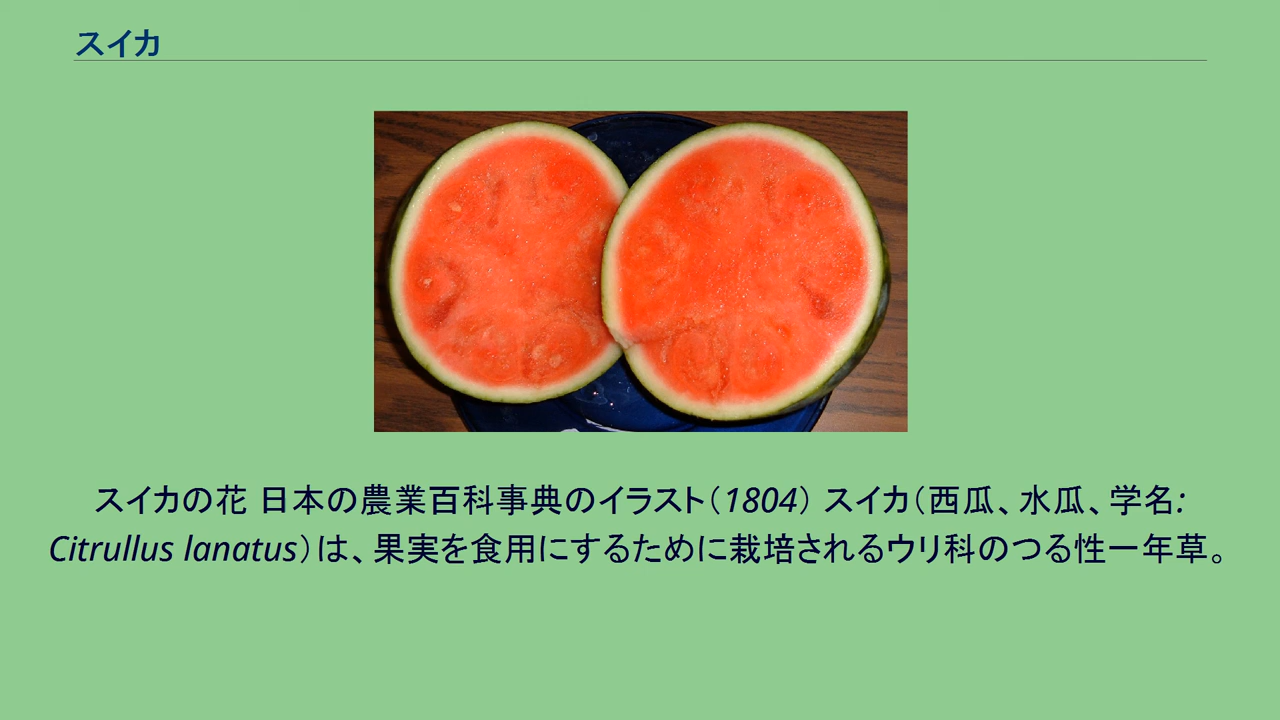 スイカ
スイカの花 日本の農業百科事典のイラスト（1804） スイカ（西瓜、水瓜、学名:
Citrullus lanatus）は、果実を食用にするために栽培されるウリ科のつる性一年草。